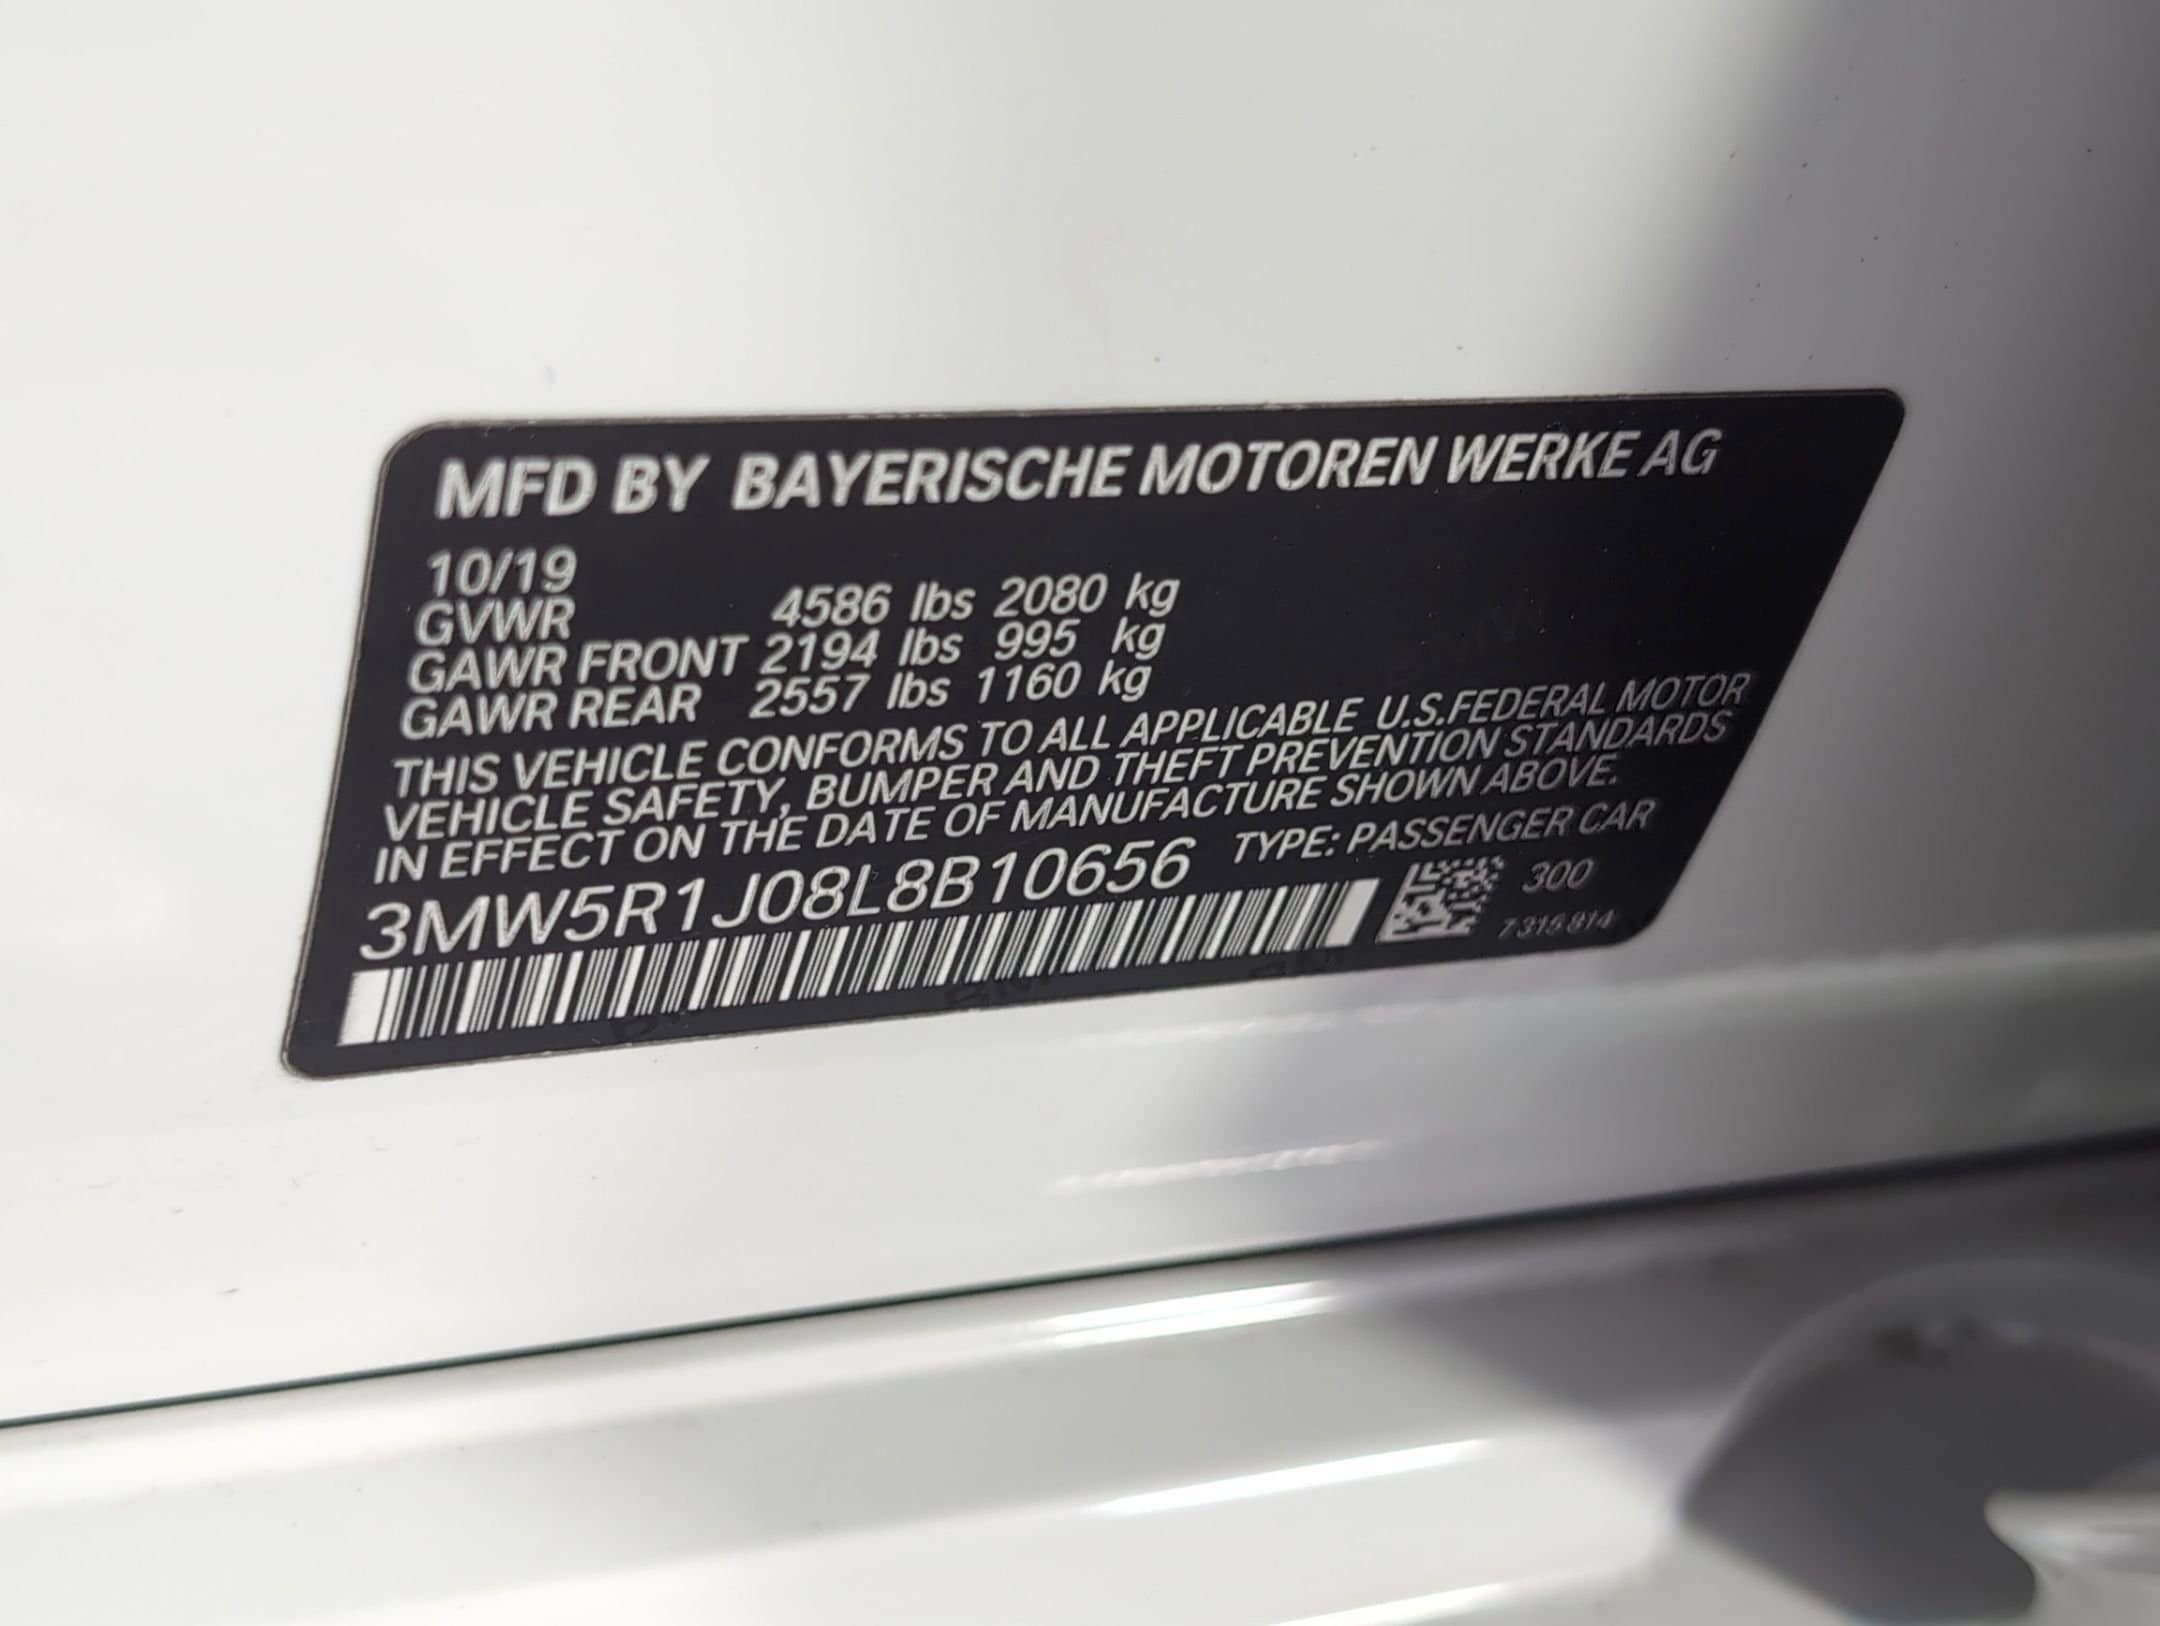 MFD BY BAYERISCHE MOTOREN WERKE AG
10/19
GVWR 4586 lbs 2080 kg
GAWR FRONT 2194 lbs 995 kg
GAWR REAR 2557 lbs 1160 kg
THIS VEHICLE CONFORMS TO ALL APPLICABLE U.S.FEDERAL MOTOR
VEHICLE SAFETY, BUMPER AND THEFT PREVENTION STANDARDS
IN EFFECT ON THE DATE OF MANUFACTURE SHOWN ABOVE.
3MW5R1J08L8B10656 TYPE: PASSENGER CAR
300
7315814